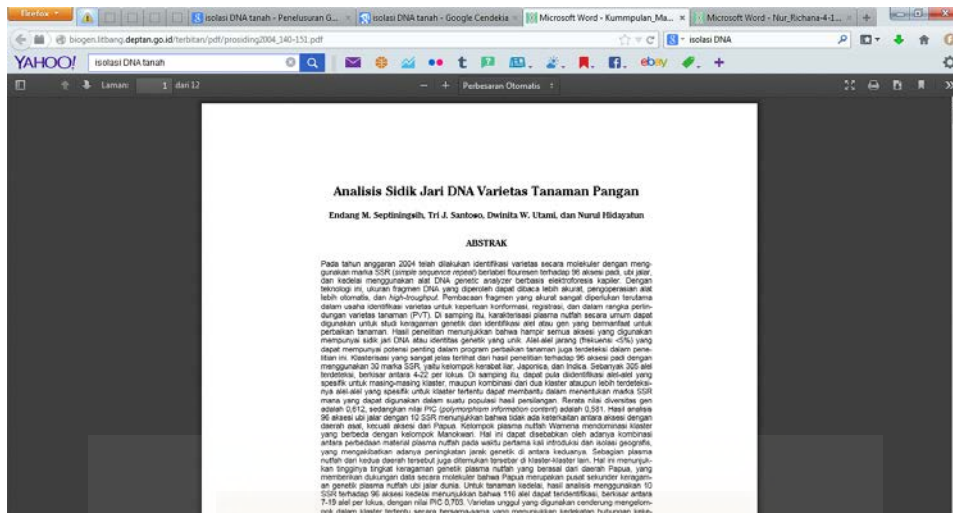 Firefox
isolasi DNA tanah - Penelusuran G...
isolasi DNA tanah - Google Cendekia
Microsoft Word - Kummpulan_Ma...
Microsoft Word - Nur_Richana-4-1...
biogen.litbang.deptan.go.id/terbitan/pdf/prosiding2004_140-151.pdf
isolasi DNA
YAHOO!
isolasi DNA tanah
ebay
Laman:
1 dari 12
Perbesaran Otomatis
Analisis Sidik Jari DNA Varietas Tanaman Pangan
Endang M. Septiningsih, Tri J. Santoso, Dwinita W. Utami, dan Nurul Hidayatun
ABSTRAK
Pada tahun anggaran 2004 telah dilakukan identifikasi varietas secara molekuler dengan meng-
gunakan marka SSR (simple sequence repeat) berlabel flouresen terhadap 96 aksesi padi, ubi jalar,
dan kedelai menggunakan alat DNA genetic analyzer berbasis elektroforesis kapiler. Dengan
teknologi ini, ukuran fragmen DNA yang diperoleh dapat dibaca lebih akurat, pengoperasian alat
lebih otomatis, dan high-troughput. Pembacaan fragmen yang akurat sangat diperlukan terutama
dalam usaha identifikasi varietas untuk keperluan konformasi, registrasi, dan dalam rangka perlin-
dungan varietas tanaman (PVT). Di samping itu, karakterisasi plasma nutfah secara umum dapat
digunakan untuk studi keragaman genetik dan identifikasi alel atau gen yang bermanfaat untuk
perbaikan tanaman. Hasil penelitian menunjukkan bahwa hampir semua aksesi yang digunakan
mempunyai sidik jari DNA atau identitas genetik yang unik. Alel-alel jarang (frekuensi <5%) yang
dapat mempunyai potensi penting dalam program perbaikan tanaman juga terdeteksi dalam pene-
litian ini. Klasterisasi yang sangat jelas terlihat dari hasil penelitian terhadap 96 aksesi padi dengan
menggunakan 30 marka SSR, yaitu kelompok kerabat liar, Japonica, dan Indica. Sebanyak 305 alel
terdeteksi, berkisar antara 4-22 per lokus. Di samping itu, dapat pula diidentifikasi alel-alel yang
spesifik untuk masing-masing klaster, maupun kombinasi dari dua klaster ataupun lebih terdeteksi-
nya alel-alel yang spesifik untuk klaster tertentu dapat membantu dalam menentukan marka SSR
mana yang dapat digunakan dalam suatu populasi hasil persilangan. Rerata nilai diversitas gen
adalah 0,612, sedangkan nilai PIC (polymorphism information content) adalah 0,581. Hasil analisis
96 aksesi ubi jalar dengan 10 SSR menunjukkan bahwa tidak ada keterkaitan antara aksesi dengan
daerah asal, kecuali aksesi dari Papua. Kelompok plasma nutfah Wamena mendominasi klaster
yang berbeda dengan kelompok Manokwari. Hal ini dapat disebabkan oleh adanya kombinasi
antara perbedaan material plasma nutfah pada waktu pertama kali introduksi dan isolasi geografis,
yang mengakibatkan adanya peningkatan jarak genetik di antara keduanya. Sebagian plasma
nutfah dari kedua daerah tersebut juga ditemukan tersebar di klaster-klaster lain. Hal ini menunjuk-
kan tingginya tingkat keragaman genetik plasma nutfah yang berasal dari daerah Papua, yang
memberikan dukungan data secara molekuler bahwa Papua merupakan pusat sekunder keragam-
an genetik plasma nutfah ubi jalar dunia. Untuk tanaman kedelai, hasil analisis menggunakan 10
SSR terhadap 96 aksesi kedelai menunjukkan bahwa 116 alel dapat teridentifikasi, berkisar antara
7-19 alel per lokus, dengan nilai PIC 0,703. Varietas unggul yang digunakan cenderung mengelom-
pok dalam klaster tertentu secara bersama-sama yang menunjukkan kedekatan hubungan keke-